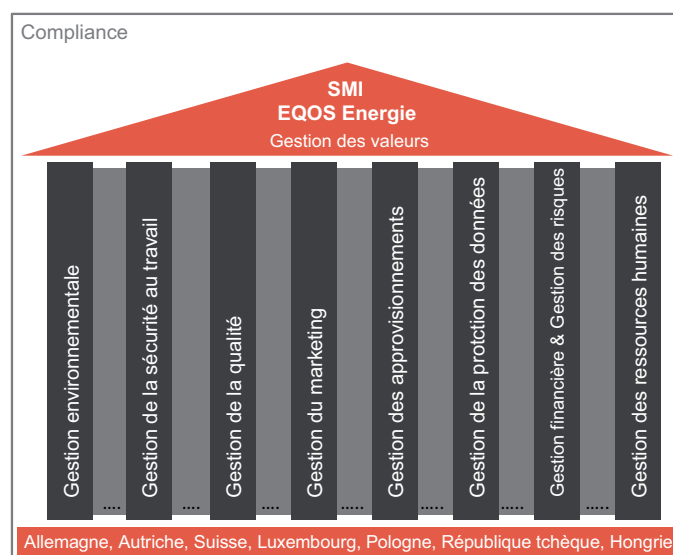 Compliance
SMI
EQOS Energie
Gestion des valeurs
Gestion environnementale
Gestion de la sécurité au travail
Gestion de la qualité
Gestion du marketing
Gestion des approvisionnements
Gestion de la protction des données
Gestion financière & Gestion des risques
Gestion des ressources humaines
.... .... .... ..... ..... ..... .....
Allemagne, Autriche, Suisse, Luxembourg, Pologne, République tchèque, Hongrie